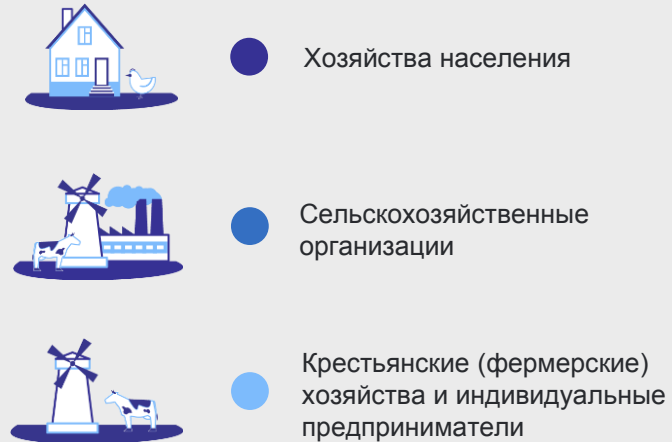 Хозяйства населения
Сельскохозяйственные
организации
Крестьянские (фермерские)
хозяйства и индивидуальные
предприниматели